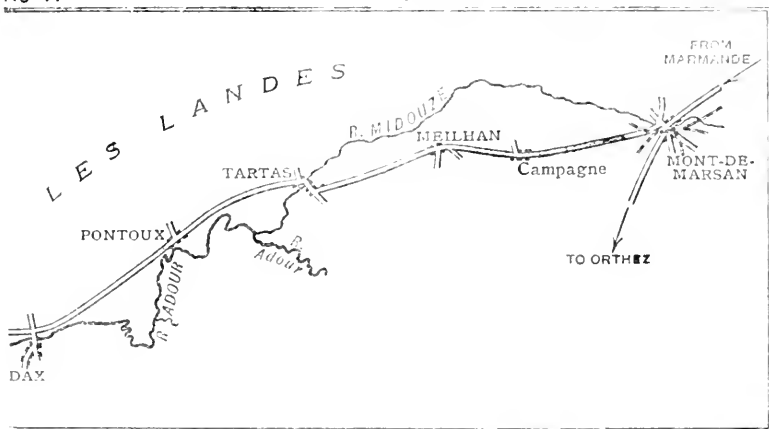 FROM
MARMANDE
LES LANDES
R. MIDOUZE
MEILHAN
TARTAS
Campagne
MONT-DE-
MARSAN
PONTOUX
R.
Adour
TO ORTHEZ
R. ADOUR
DAX